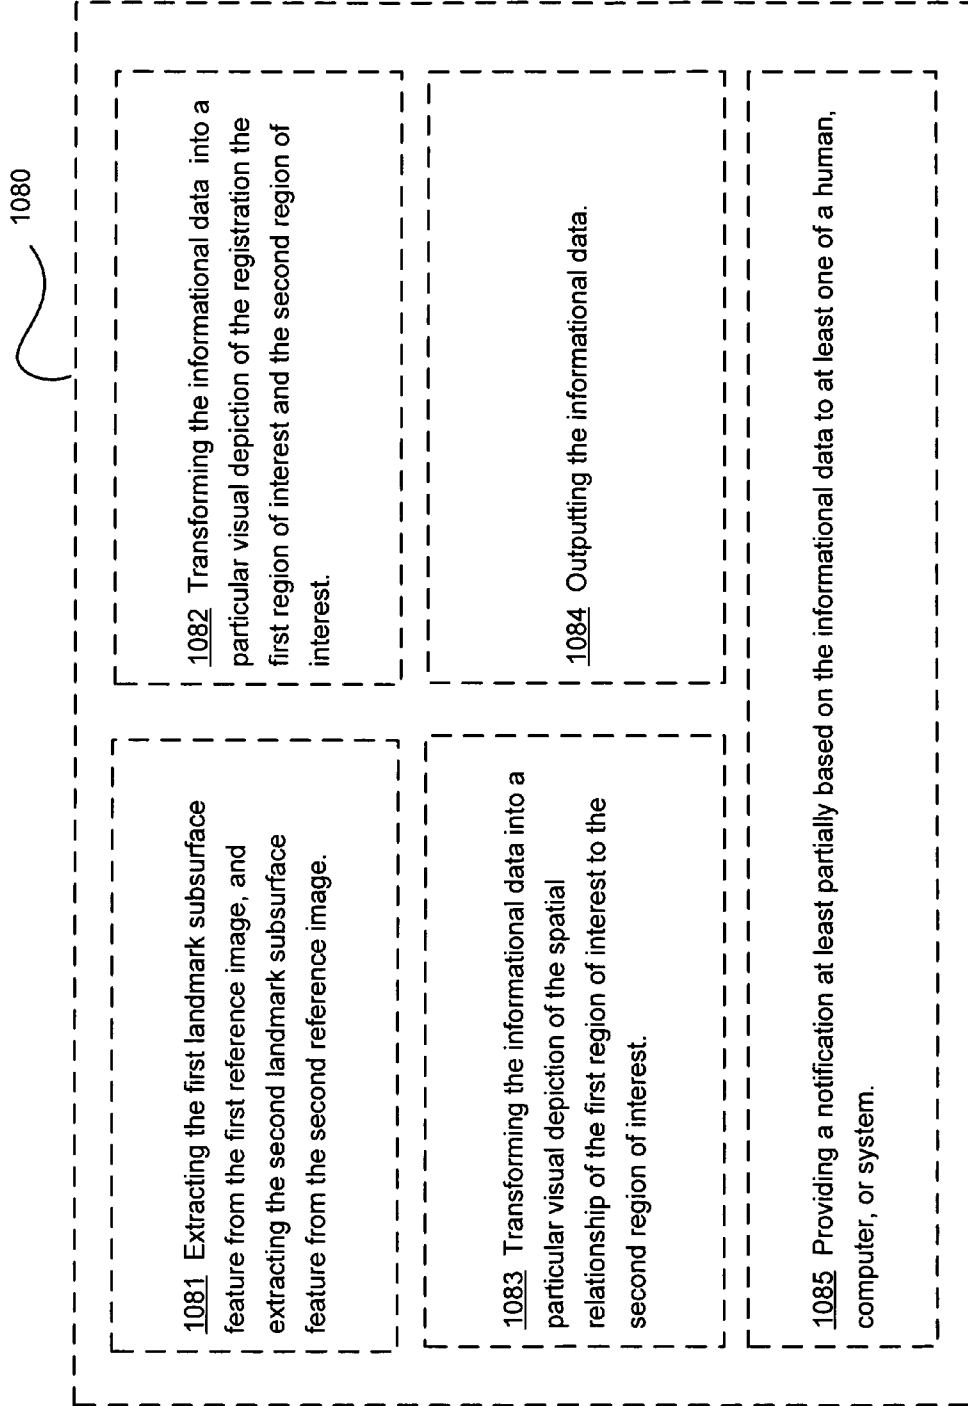 1080
1081 Extracting the first landmark subsurface
feature from the first reference image, and
extracting the second landmark subsurface
feature from the second reference image.
1082 Transforming the informational data into a
particular visual depiction of the registration the
first region of interest and the second region of
interest.
1083 Transforming the informational data into a
particular visual depiction of the spatial
relationship of the first region of interest to the
second region of interest.
1084 Outputting the informational data.
1085 Providing a notification at least partially based on the informational data to at least one of a human,
computer, or system.